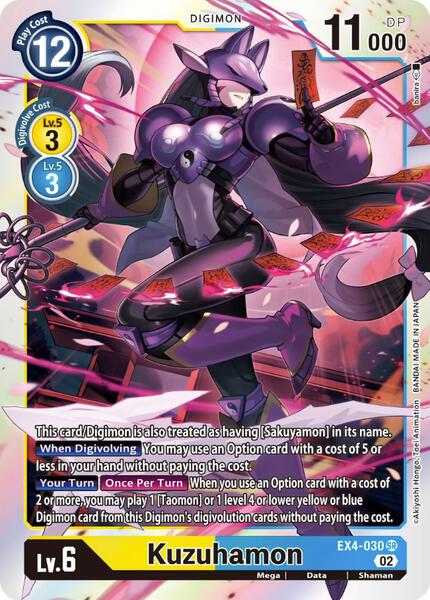 Play Cost
12
DIGIMON
11000
DP
banira
Digivolve Cost
Lv.5
3
Lv.5
3
©Akiyoshi Hongo, Toei Animation BANDAI MADE IN JAPAN
This card/Digimon is also treated as having [Sakuyamon] in its name.
When Digivolving You may use an Option card with a cost of 5 or
less in your hand without paying the cost.
Your Turn Once Per Turn When you use an Option card with a cost of
2 or more, you may play 1 [Taomon] or 1 level 4 or lower yellow or blue
Digimon card from this Digimon's digivolution cards without paying the cost.
Lv.6
Kuzuhamon
EX4-030 SR
02
Mega | Data | Shaman